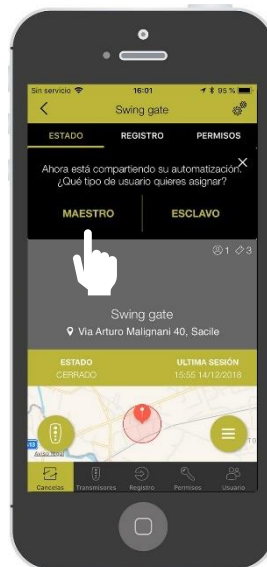 Sin servicio 16:01 95 %
Swing gate
ESTADO REGISTRO PERMISOS
Ahora está compartiendo su automatización.
¿Qué tipo de usuario quieres asignar?
MAESTRO ESCLAVO
1 3
Swing gate
Via Arturo Malignani 40, Sacile
ESTADO ULTIMA SESIÓN
CERRADO 15:55 14/12/2018
Aviso legal
Cancelas Transmisores Registro Permisos Usuario